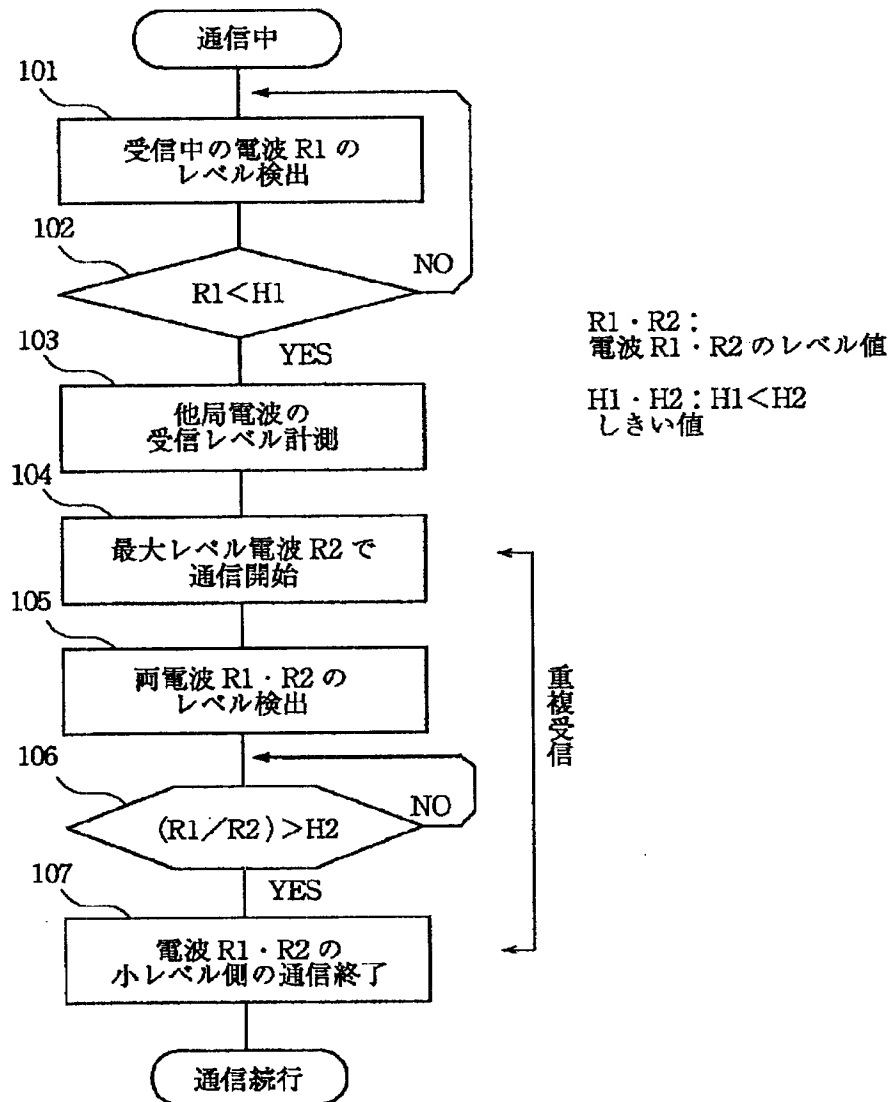 通信中
101
受信中の電波 R1 の
レベル検出
102
NO
R1<H1
YES
R1・R2：
電波 R1・R2 のレベル値
H1・H2：H1<H2
しきい値
103
他局電波の
受信レベル計測
104
最大レベル電波 R2 で
通信開始
105
両電波 R1・R2 の
レベル検出
重複受信
106
NO
(R1／R2)>H2
YES
107
電波 R1・R2 の
小レベル側の通信終了
通信続行